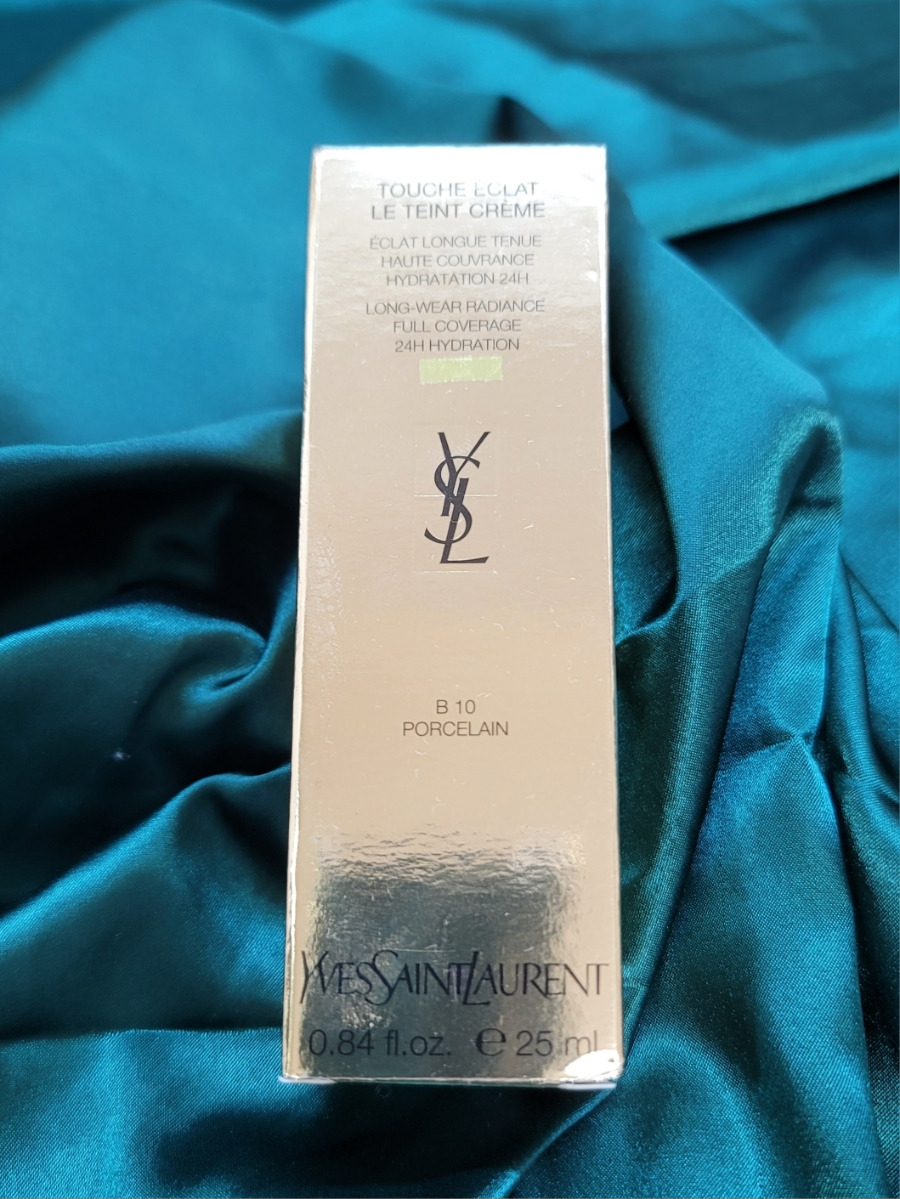 TOUCHE ÉCLAT
LE TEINT CRÈME
ÉCLAT LONGUE TENUE
HAUTE COUVRANCE
HYDRATATION 24H
LONG-WEAR RADIANCE
FULL COVERAGE
24H HYDRATION
YSL
B 10
PORCELAIN
YVESSAINTLAURENT
0.84 fl.oz. ℮ 25 ml